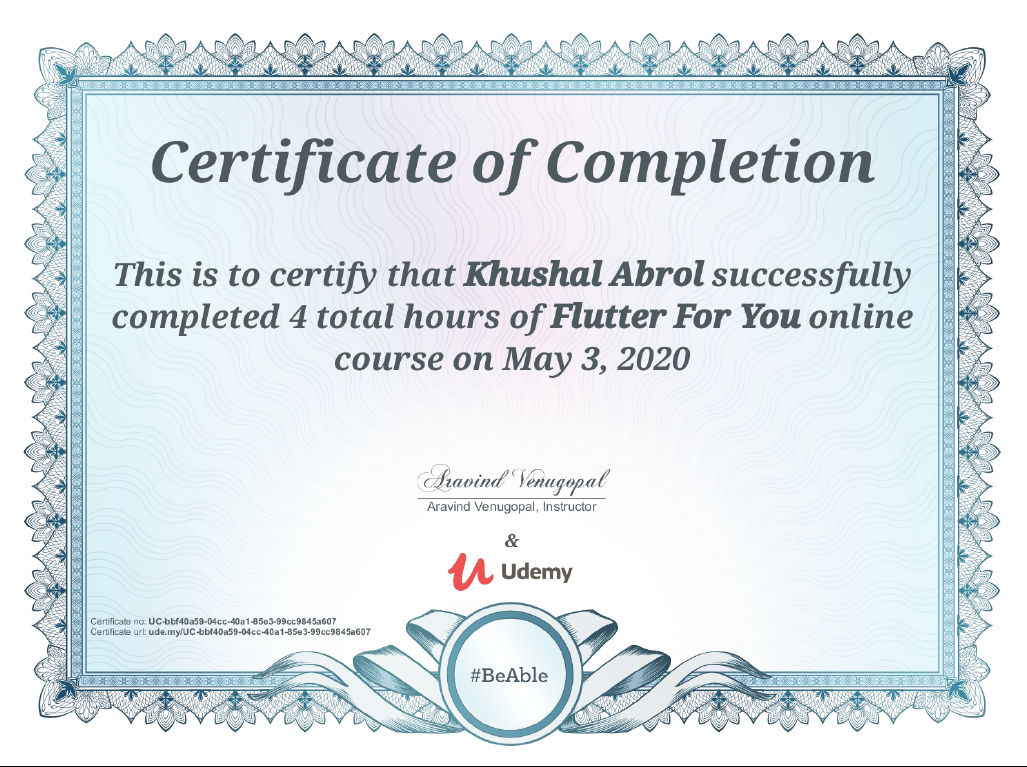 Certificate of Completion
This is to certify that Khushal Abrol successfully
completed 4 total hours of Flutter For You online
course on May 3, 2020
Aravind Venugopal
Aravind Venugopal, Instructor
&
Udemy
Certificate no: UC-bbf40a59-04cc-40a1-85e3-99cc9845a607
Certificate url: ude.my/UC-bbf40a59-04cc-40a1-85e3-99cc9845a607
#BeAble